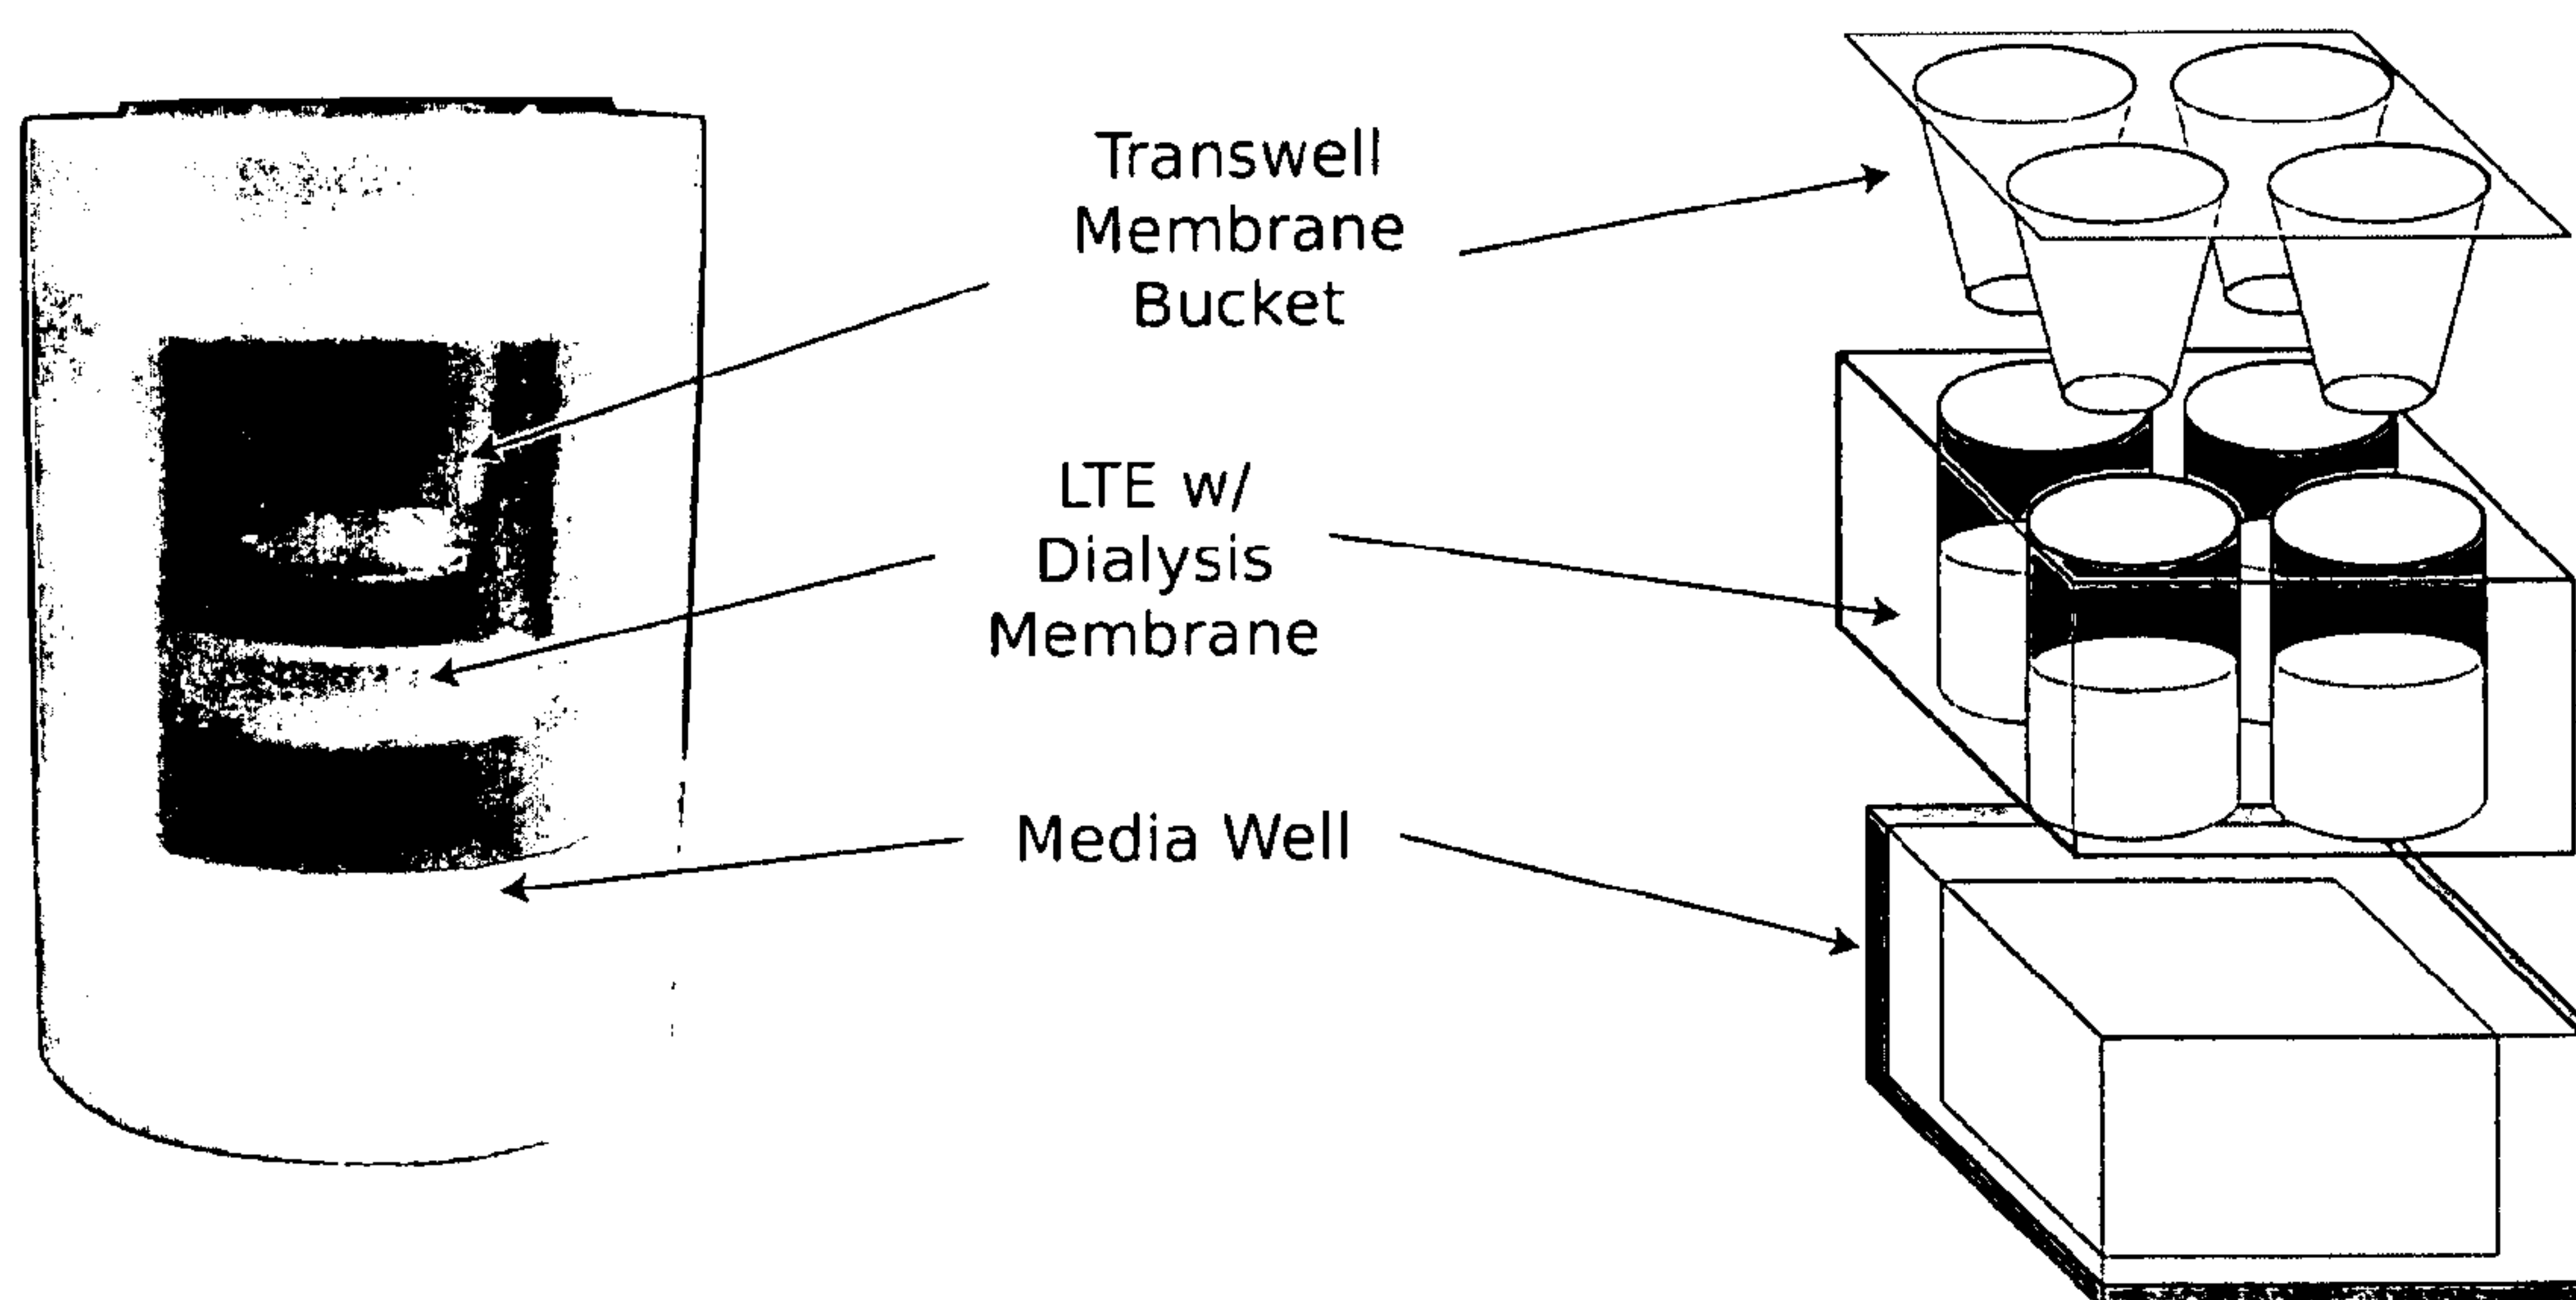 Transwell
Membrane
Bucket
LTE w/
Dialysis
Membrane
Media Well